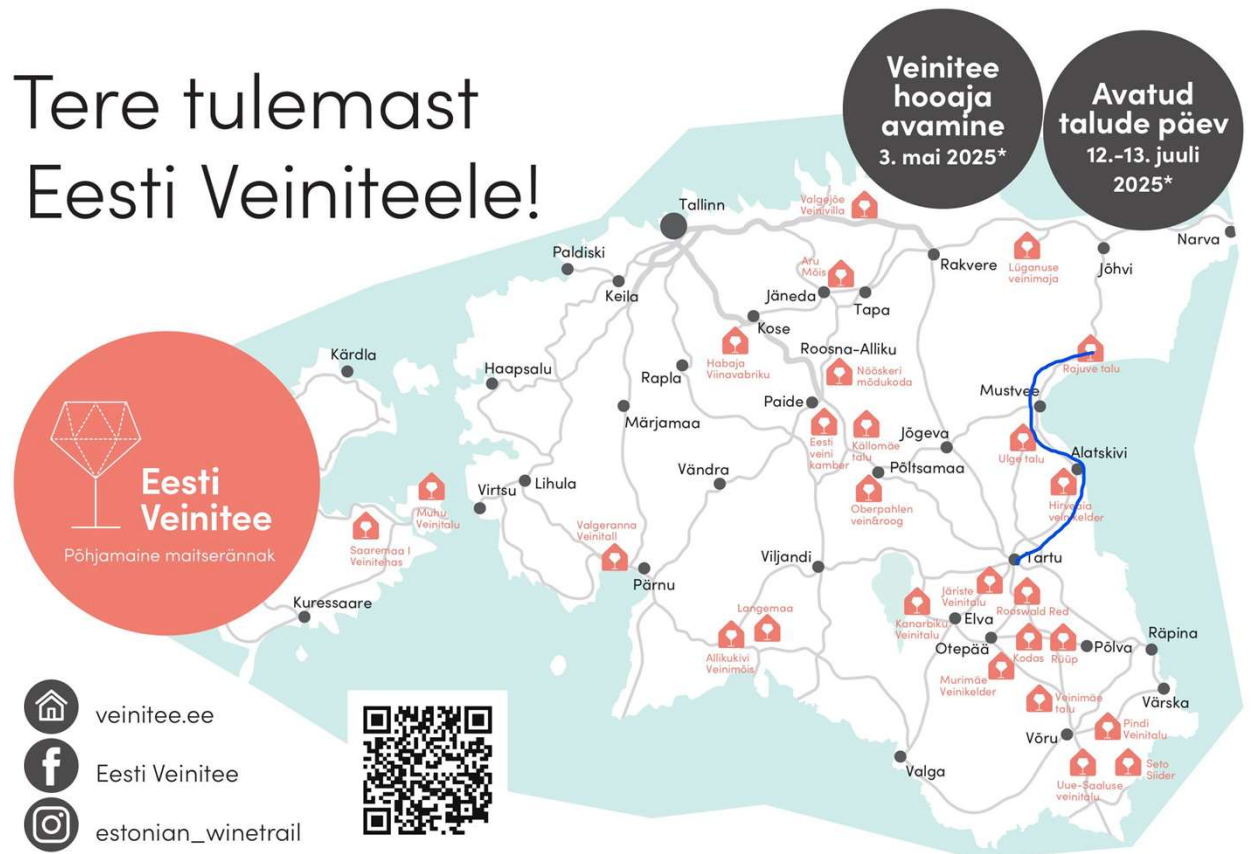 Tere tulemast
Eesti Veiniteele!
Veinitee
hooaja
avamine
3. mai 2025*
Avatud
talude päev
12.-13. juuli
2025*
Eesti
Veinitee
Põhjamaine maitserännak
Tallinn
Valgejõe
Veinivilla
Narva
Paldiski
Keila
Rakvere
Lüganuse
veinimaja
Jõhvi
Aru
Mõis
Jäneda
Tapa
Kose
Habaja
Viinavabriku
Roosna-Alliku
Nääskeri
mõdukoda
Rajuve talu
Kärdla
Haapsalu
Rapla
Märjamaa
Paide
Mustvee
Eesti
veini
kamber
Källomäe
talu
Jõgeva
Ulge talu
Alatskivi
Põltsamaa
Vändra
Oberpahlen
vein&roog
Virtsu
Lihula
Muhu
Veinitalu
Saaremaa I
Veinitehas
Kuressaare
Valgeranna
Veinitall
Pärnu
Viljandi
Tartu
Järiste
Veinitalu
Rooswald Red
Kanarbiku
Veinitalu
Elva
Otepää
Langemaa
Allikukivi
Veinimõis
Kodas
Rüüp
Põlva
Räpina
Murimäe
Veinikelder
Veinimäe
talu
Värska
Pindi
Veinitalu
Võru
Seto
Siider
Uue-Saaluse
veinitalu
Valga
veinitee.ee
Eesti Veinitee
estonian_winetrail